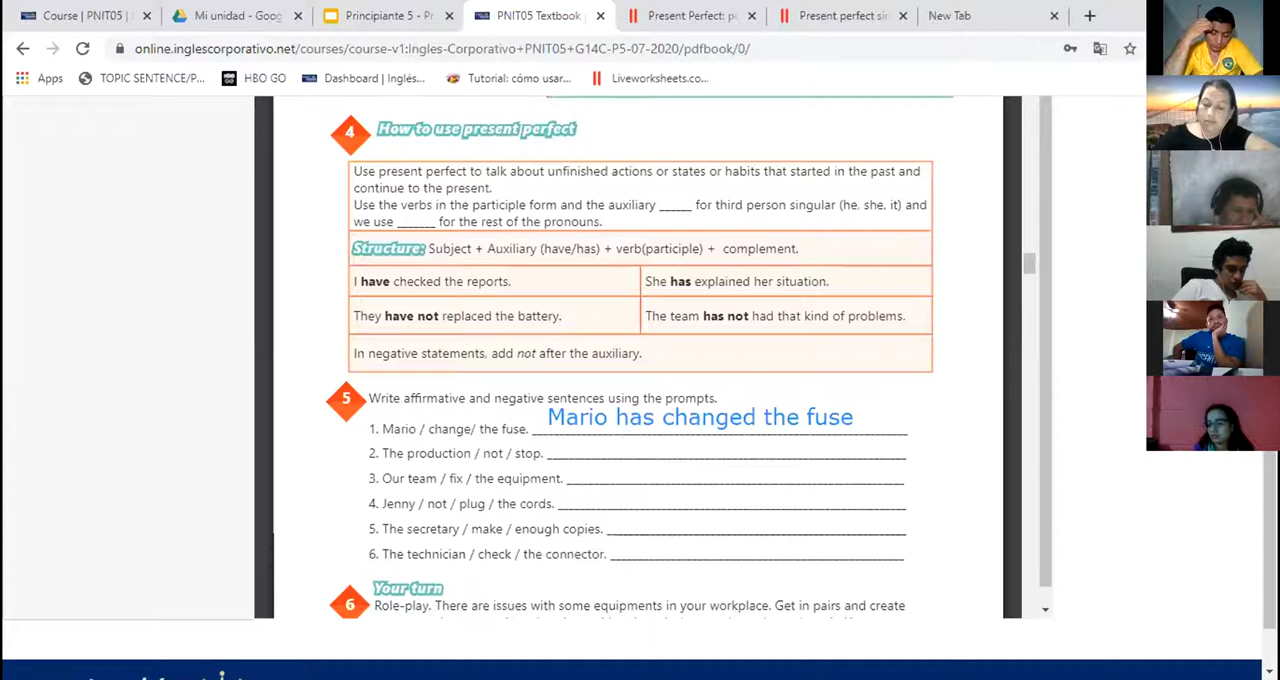 PNIT05 |
Mi unidad - Goog
Principiante 5 - Pr
PNIT05 Textbook
Present Perfect: p
Present perfect si
New Tab
online.inglescorporativo.net/courses/course-v1:Ingles-Corporativo+PNIT05+G14C-P5-07-2020/pdfbook/0/
Apps
TOPIC SENTENCE/P...
HBO GO
Dashboard | Inglés...
Tutorial: cómo usar...
Liveworksheets.co...
4 How to use present perfect
Use present perfect to talk about unfinished actions or states or habits that started in the past and
continue to the present.
Use the verbs in the participle form and the auxiliary ______ for third person singular (he, she, it) and
we use _______ for the rest of the pronouns.
Structure: Subject + Auxiliary (have/has) + verb(participle) + complement.
I have checked the reports.
She has explained her situation.
They have not replaced the battery.
The team has not had that kind of problems.
In negative statements, add not after the auxiliary.
5 Write affirmative and negative sentences using the prompts.
Mario has changed the fuse
1. Mario / change/ the fuse.
2. The production / not / stop.
3. Our team / fix / the equipment.
4. Jenny / not / plug / the cords.
5. The secretary / make / enough copies.
6. The technician / check / the connector.
Your turn
6 Role-play. There are issues with some equipments in your workplace. Get in pairs and create